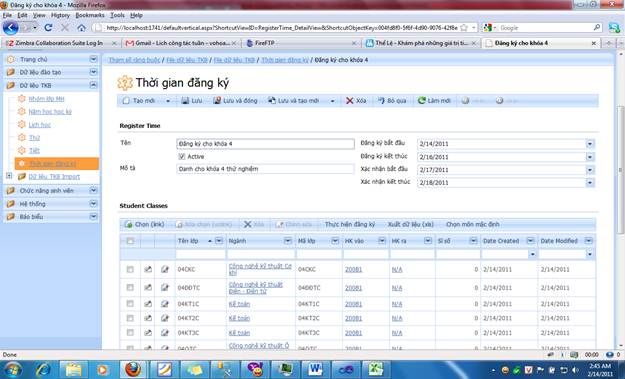 Đăng ký cho khóa 4 - Mozilla Firefox
File Edit View History Bookmarks Tools Help
http://localhost:1741/defaultvertical.aspx?ShortcutViewID=RegisterTime_DetailView&ShortcutObjectKey=004fd8f0-5f6f-4d90-9076-42f8e
Google
Zimbra Collaboration Suite Log In
Gmail - Lịch công tác tuần - vohoa...
FireFTP
Thể Lệ - Khám phá những giá trị ti...
Đăng ký cho khóa 4
Trang chủ
Dữ liệu đào tạo
Dữ liệu TKB
Nhóm lớp MH
Năm học học kỳ
Lịch học
Thứ
Tiết
Thời gian đăng ký
Dữ liệu TKB Import
Chức năng sinh viên
Hệ thống
Báo biểu
Tham số ràng buộc / File dữ liệu TKB / File dữ liệu TKB / Thời gian đăng ký / Đăng ký cho khóa 4
Thời gian đăng ký
Tạo mới Lưu Lưu và đóng Lưu và tạo mới Xóa Bỏ qua Làm mới
Register Time
Tên Đăng ký cho khóa 4 Đăng ký bắt đầu 2/14/2011
Active Đăng ký kết thúc 2/16/2011
Mô tả Dành cho khóa 4 thử nghiệm Xác nhận bắt đầu 2/17/2011
Xác nhận kết thúc 2/18/2011
Student Classes
Chọn (link) Xóa chọn (unlink) Xóa Chỉnh sửa Thực hiện đăng ký Xuất dữ liệu (xls) Chọn môn mặc định
Tên lớp Ngành Mã lớp HK vào HK ra Sĩ số Date Created Date Modified
04CKC Công nghệ kỹ thuật Cơ khí 04CKC 20081 N/A 0 2/14/2011 2/14/2011
04ĐDTC Công nghệ kỹ thuật Điện - Điện tử 04ĐDTC 20081 N/A 0 2/14/2011 2/14/2011
04KT1C Kế toán 04KT1C 20081 N/A 0 2/14/2011 2/14/2011
04KT2C Kế toán 04KT2C 20081 N/A 0 2/14/2011 2/14/2011
04KT3C Kế toán 04KT3C 20081 N/A 0 2/14/2011 2/14/2011
Công nghệ kỹ thuật Ô
Done
00:00
0
2:45 AM
2/14/2011